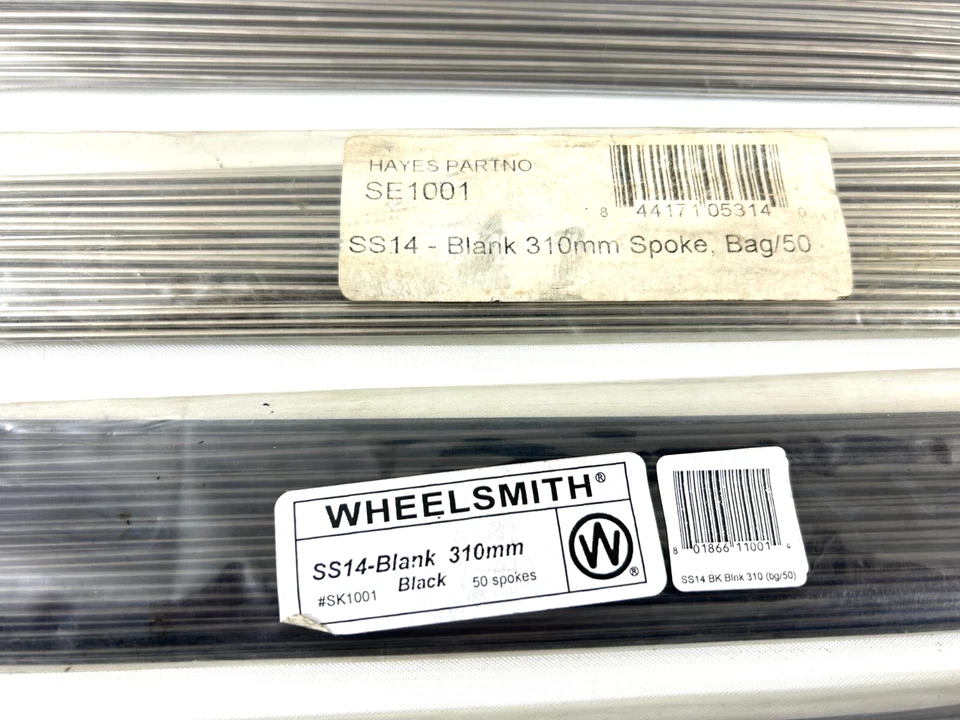 HAYES PARTNO
SE1001
8 44171 05314 0
SS14 - Blank 310mm Spoke, Bag/50
WHEELSMITH®
SS14-Blank 310mm
Black 50 spokes
#SK1001
W®
8 01866 11001 4
SS14 BK Blnk 310 (bg/50)